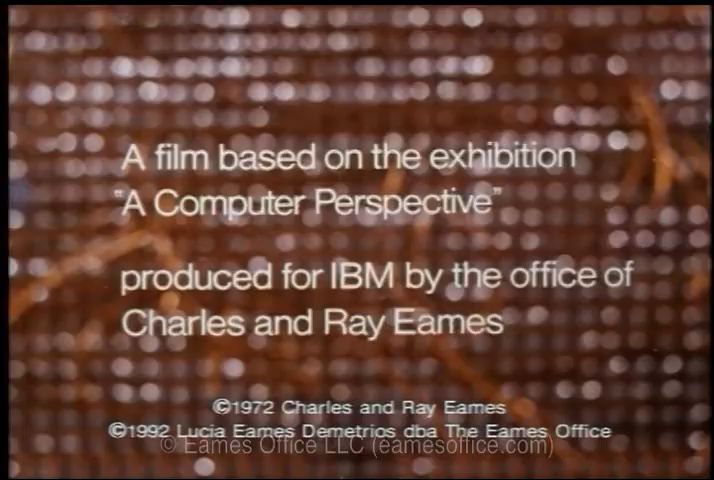 A film based on the exhibition
"A Computer Perspective"
produced for IBM by the office of
Charles and Ray Eames
©1972 Charles and Ray Eames
©1992 Lucia Eames Demetrios dba The Eames Office
© Eames Office LLC (eamesoffice.com)